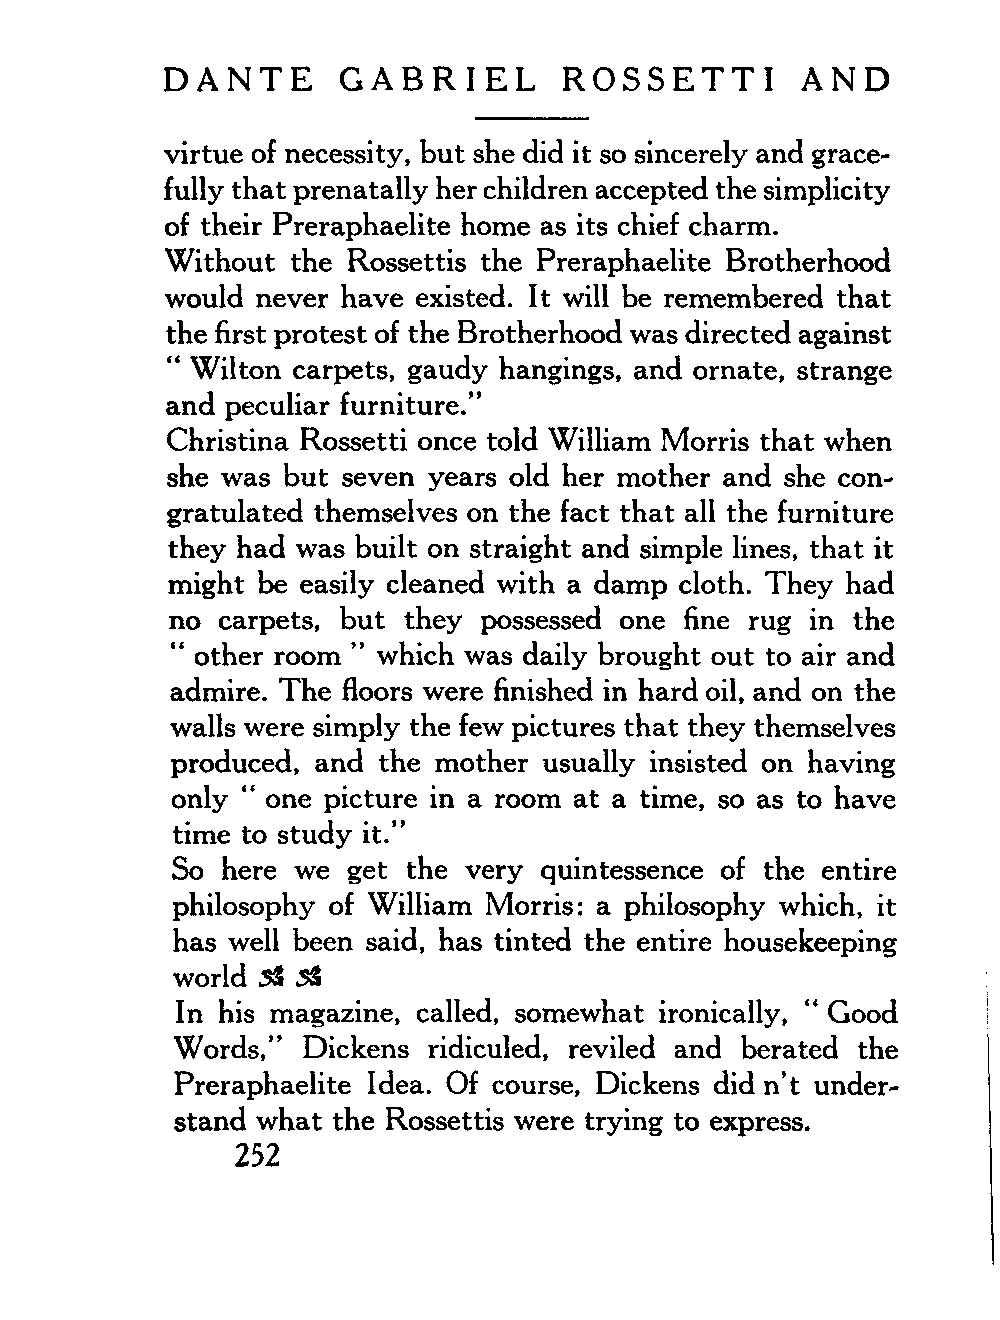 DANTE GABRIEL ROSSETTI AND
virtue of necessity, but she did it so sincerely and grace-
fully that prenatally her children accepted the simplicity
of their Preraphaelite home as its chief charm.
Without the Rossettis the Preraphaelite Brotherhood
would never have existed. It will be remembered that
the first protest of the Brotherhood was directed against
“ Wilton carpets, gaudy hangings, and ornate, strange
and peculiar furniture.”
Christina Rossetti once told William Morris that when
she was but seven years old her mother and she con-
gratulated themselves on the fact that all the furniture
they had was built on straight and simple lines, that it
might be easily cleaned with a damp cloth. They had
no carpets, but they possessed one fine rug in the
“ other room ” which was daily brought out to air and
admire. The floors were finished in hard oil, and on the
walls were simply the few pictures that they themselves
produced, and the mother usually insisted on having
only “ one picture in a room at a time, so as to have
time to study it.”
So here we get the very quintessence of the entire
philosophy of William Morris: a philosophy which, it
has well been said, has tinted the entire housekeeping
world
In his magazine, called, somewhat ironically, “ Good
Words,” Dickens ridiculed, reviled and berated the
Preraphaelite Idea. Of course, Dickens did n’t under-
stand what the Rossettis were trying to express.
252